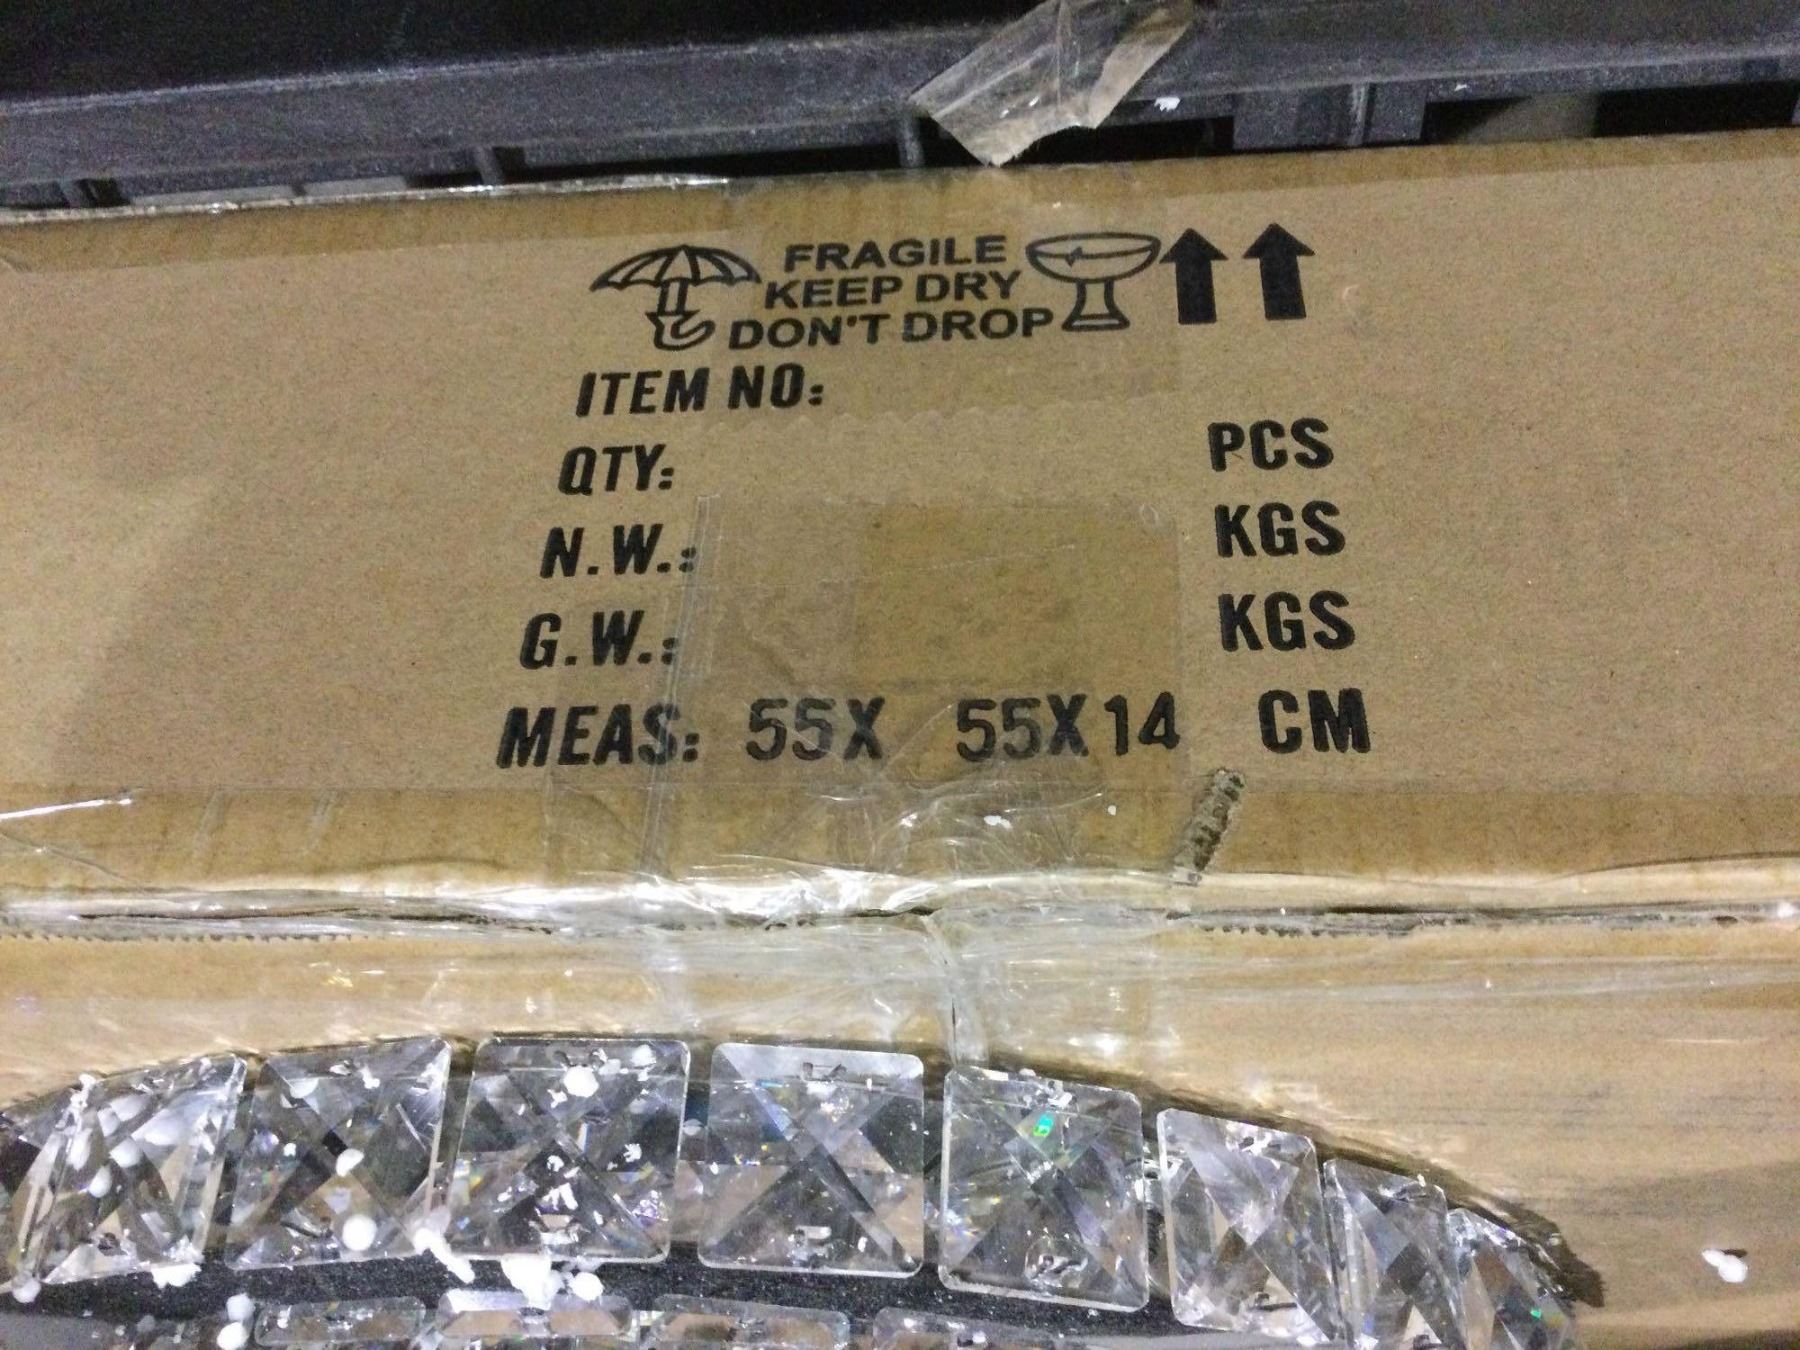 FRAGILE
KEEP DRY
DON'T DROP
ITEM NO:
QTY: PCS
N.W.: KGS
G.W.: KGS
MEAS: 55X 55X14 CM